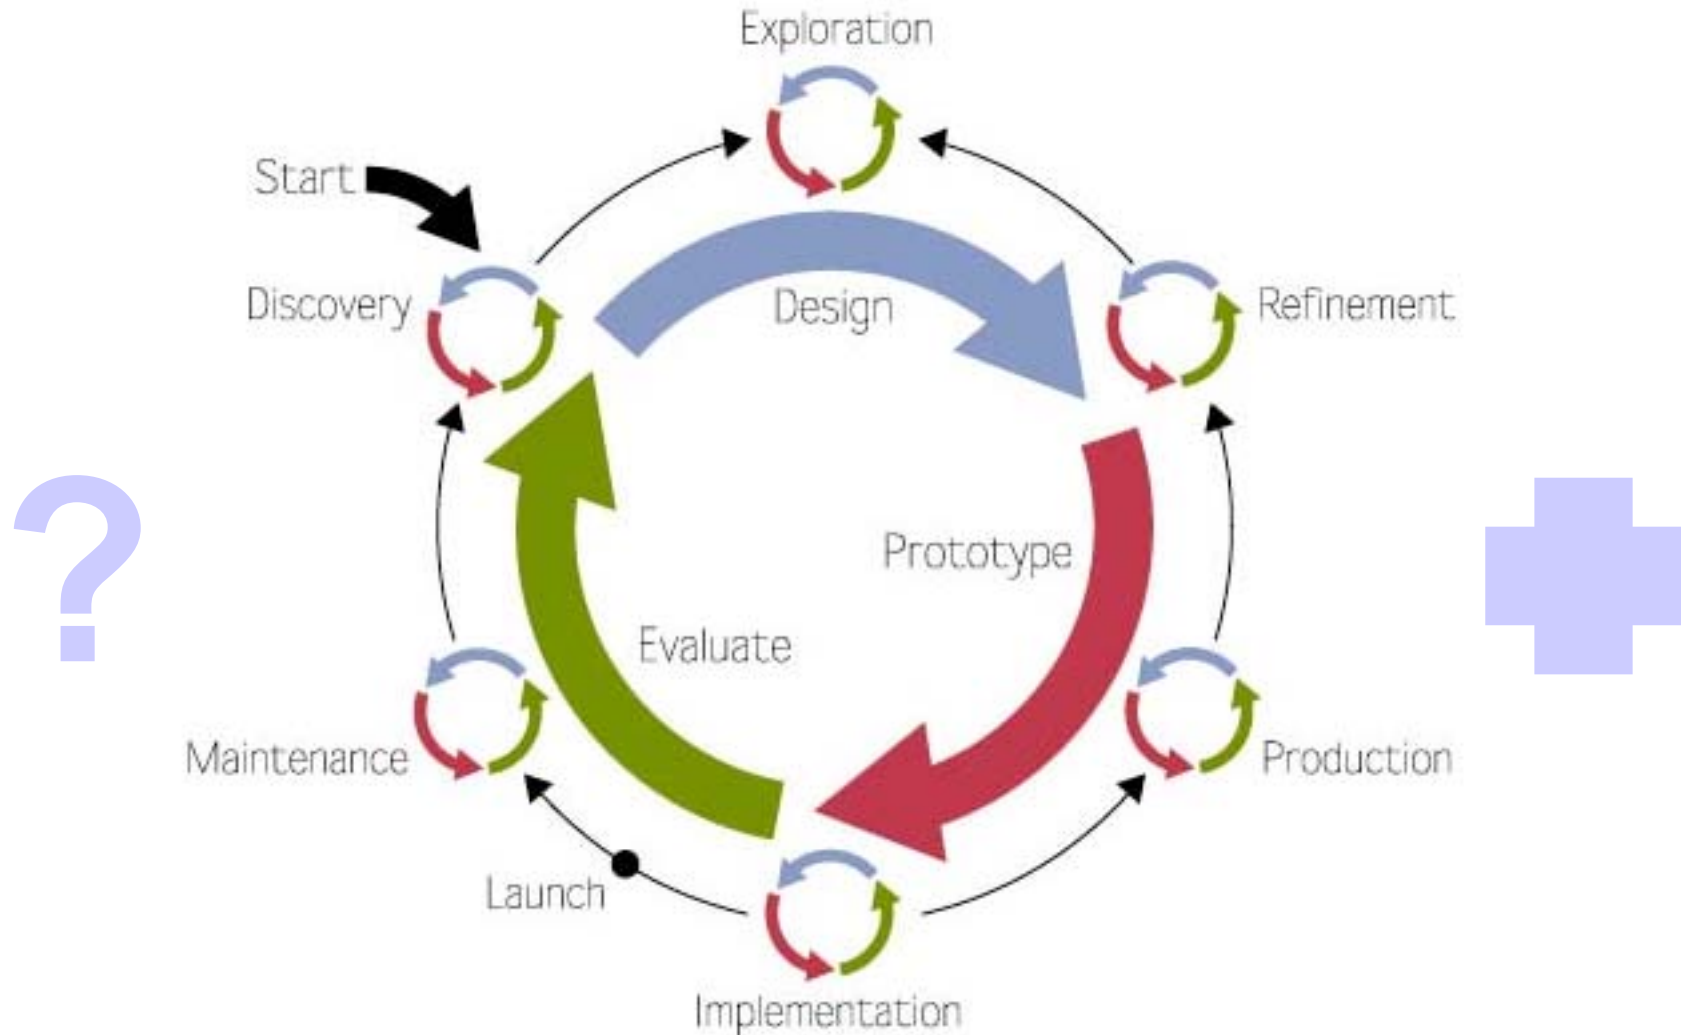 Exploration
Start
Discovery
Design
Refinement
Prototype
Evaluate
?
Maintenance
Production
Launch
Implementation